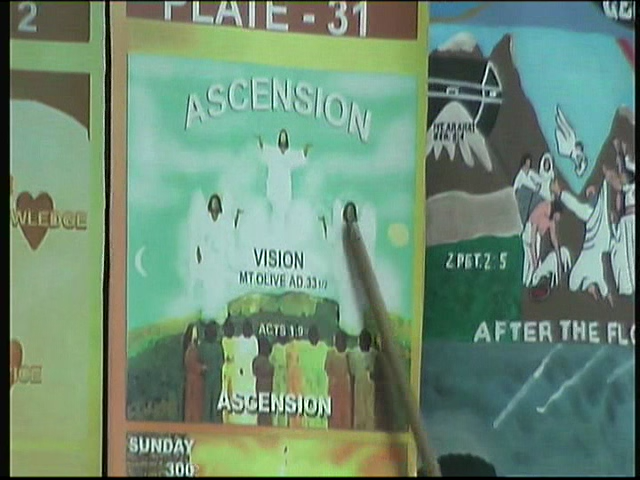 2
PLATE - 31
ASCENSION
VISION
MT.OLIVE AD.33 1/2
ACTS 1:9
ASCENSION
SUNDAY
300
WLEDGE
2 PET. 2:5
AFTER THE FLO